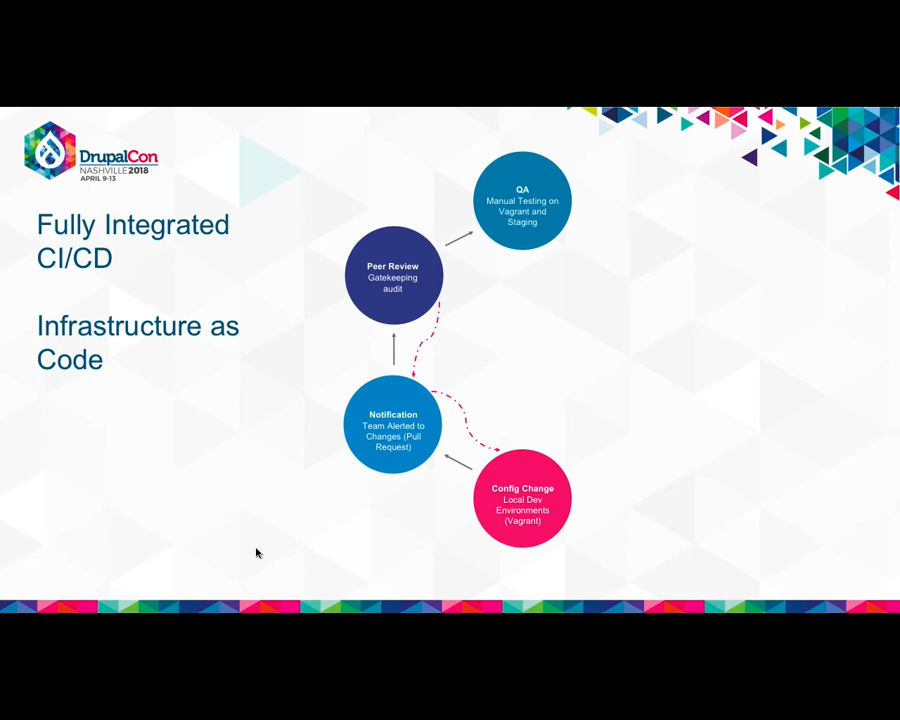 DrupalCon
NASHVILLE 2018
APRIL 9-13
Fully Integrated
CI/CD
Infrastructure as
Code
QA
Manual Testing on
Vagrant and
Staging
Peer Review
Gatekeeping
audit
Notification
Team Alerted to
Changes (Pull
Request)
Config Change
Local Dev
Environments
(Vagrant)